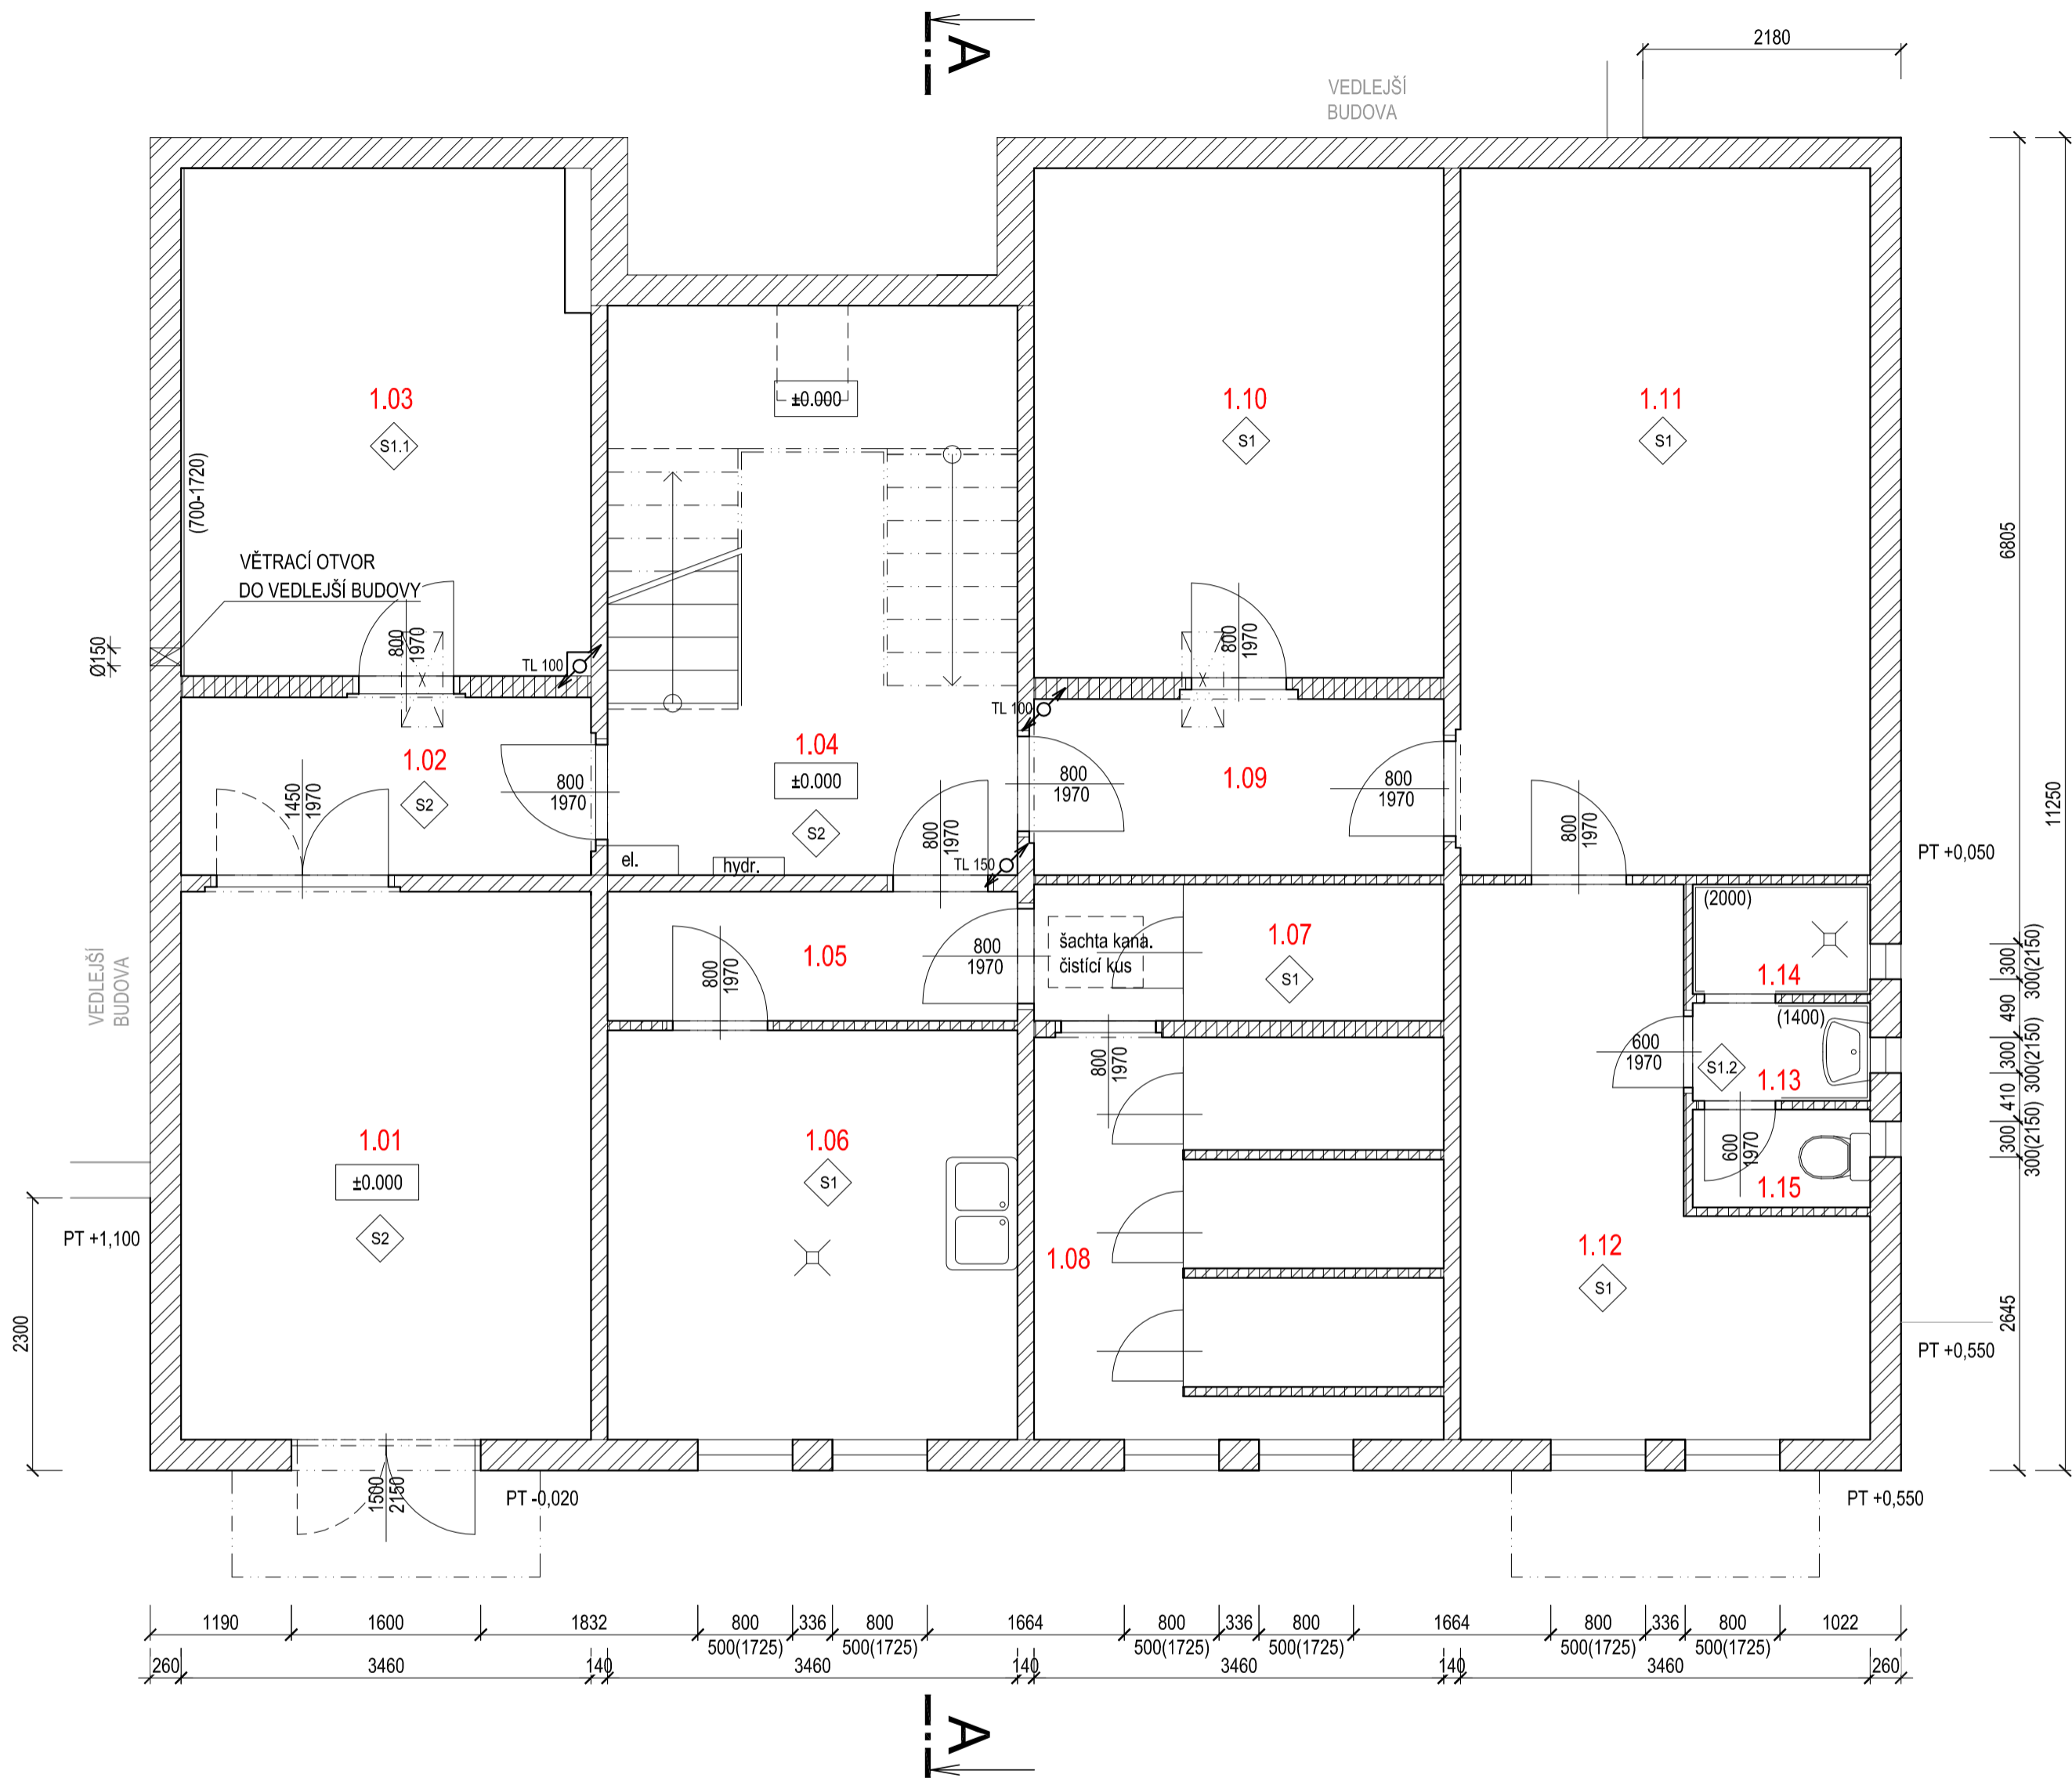 A
2180
VEDLEJŠÍ
BUDOVA
1.03
S1.1
(700-1720)
VĚTRACÍ OTVOR
DO VEDLEJŠÍ BUDOVY
Ø150
800
1970
TL 100
±0.000
1.10
S1
1.11
S1
800
1970
TL 100
6805
11250
1.02
S2
1450
1970
800
1970
1.04
±0.000
S2
el.
hydr.
800
1970
TL 150
800
1970
1.09
800
1970
800
1970
PT +0,050
VEDLEJŠÍ
BUDOVA
1.05
800
1970
800
1970
šachta kana.
čistící kus
1.07
S1
800
1970
(2000)
1.14
(1400)
600
1970
S1.2
1.13
600
1970
1.15
300
300(2150)
490
300
300(2150)
410
300
300(2150)
1.01
±0.000
S2
1.06
S1
1.08
1.12
S1
PT +1,100
2300
2645
PT +0,550
1500
2150
PT -0,020
PT +0,550
1190 1600 1832 800 336 800 1664 800 336 800 1664 800 336 800 1022
500(1725) 500(1725) 500(1725) 500(1725) 500(1725) 500(1725)
260 3460 140 3460 140 3460 140 3460 260
A